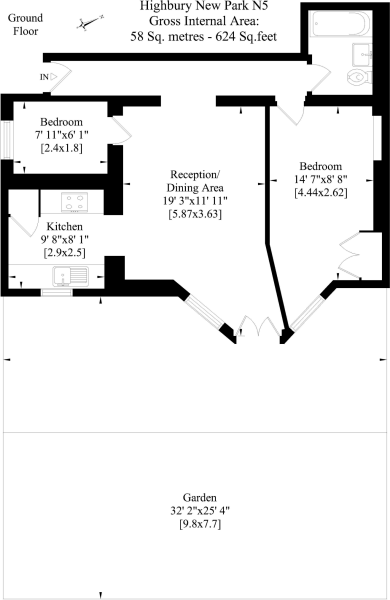 Highbury New Park N5
Ground
Floor
Gross Internal Area:
58 Sq. metres - 624 Sq.feet
IN
Bedroom
7' 11"x6' 1"
[2.4x1.8]
Reception/
Dining Area
19' 3"x11' 11"
[5.87x3.63]
Bedroom
14' 7"x8' 8"
[4.44x2.62]
Kitchen
9' 8"x8' 1"
[2.9x2.5]
Garden
32' 2"x25' 4"
[9.8x7.7]